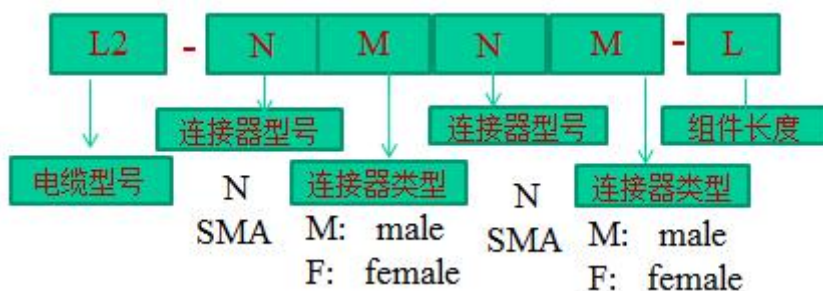 L2 - N M N M - L
连接器型号 连接器型号 组件长度
电缆型号 连接器类型 连接器类型
N N
SMA M: male SMA M: male
F: female F: female